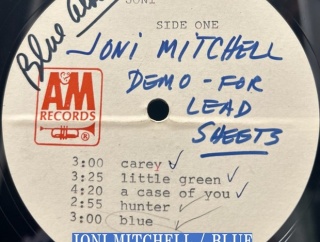 JONI
SIDE ONE
Blue
JONI MITCHELL
DEMO - FOR
LEAD
SHEETS
A&M
RECORDS
®
3:00 carey ✓
3:25 little green ✓
4:20 a case of you ✓
2:55 hunter ✓
3:00 blue ✓
JONI MITCHELL / BLUE